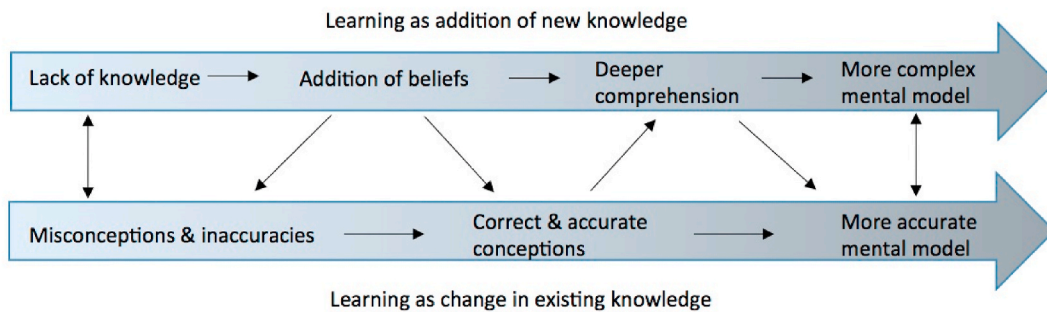 Learning as addition of new knowledge
Lack of knowledge
Addition of beliefs
Deeper
comprehension
More complex
mental model
Misconceptions & inaccuracies
Correct & accurate
conceptions
More accurate
mental model
Learning as change in existing knowledge